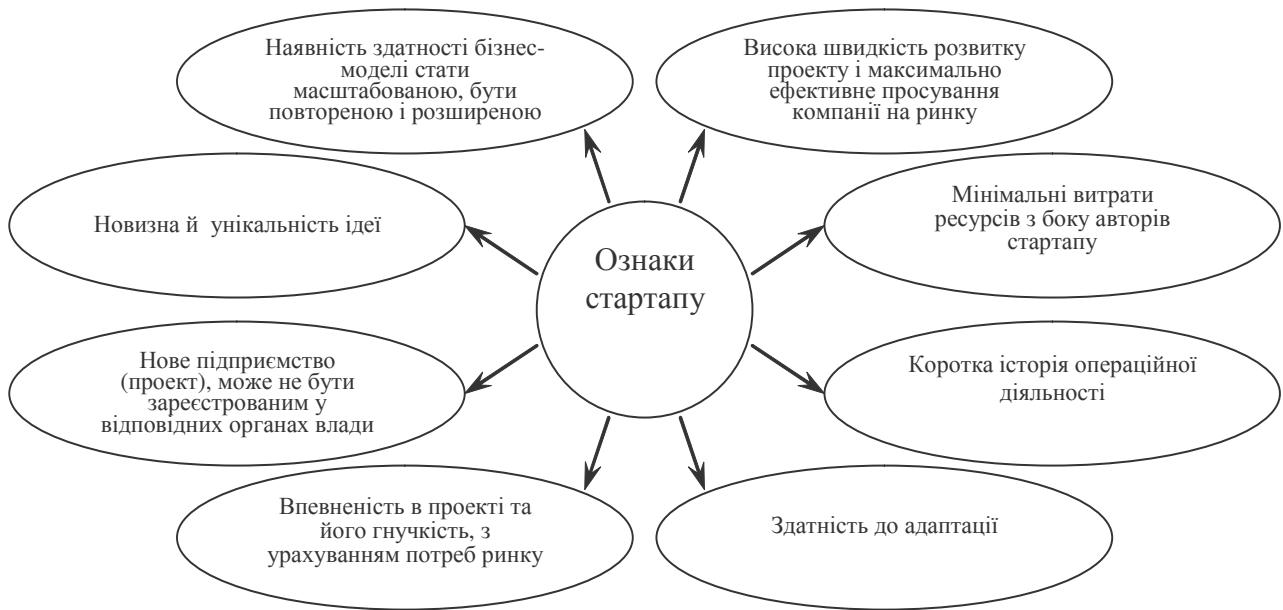 Наявність здатності бізнес-
моделі стати
масштабованою, бути
повтореною і розширеною
Висока швидкість розвитку
проекту і максимально
ефективне просування
компанії на ринку
Новизна й унікальність ідеї
Мінімальні витрати
ресурсів з боку авторів
стартапу
Ознаки
стартапу
Нове підприємство
(проект), може не бути
зареєстрованим у
відповідних органах влади
Коротка історія операційної
діяльності
Впевненість в проекті та
його гнучкість, з
урахуванням потреб ринку
Здатність до адаптації